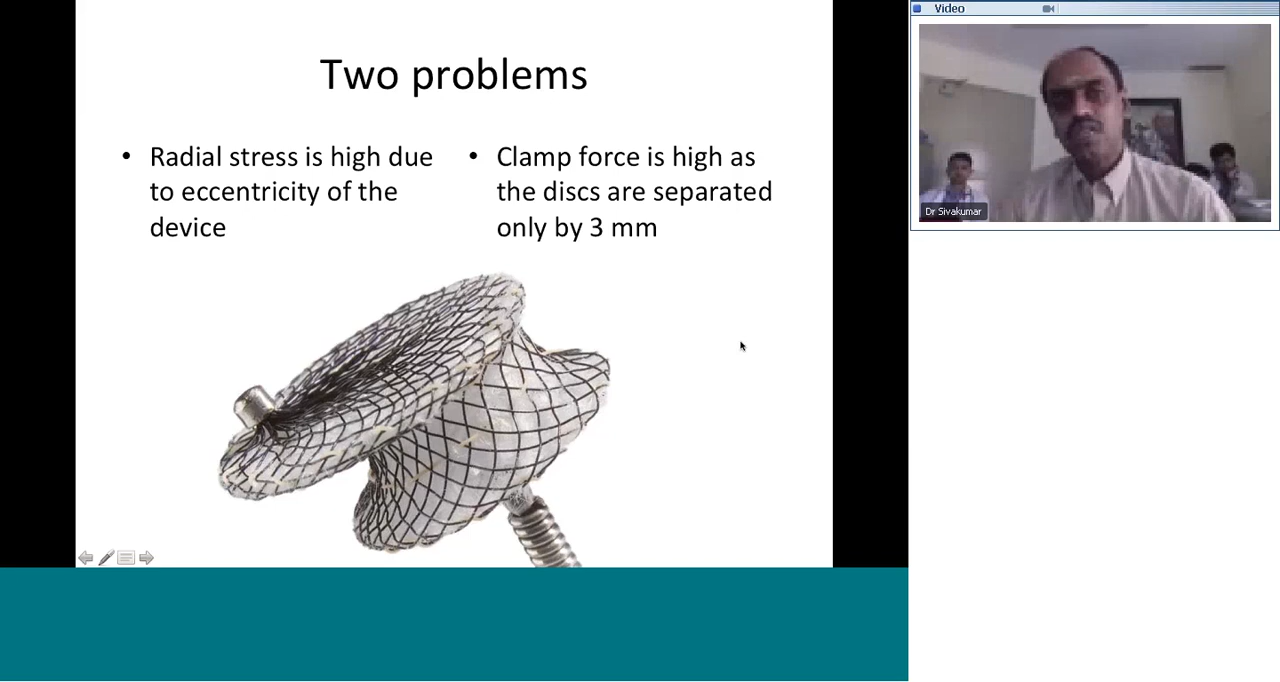 Two problems
• Radial stress is high due
to eccentricity of the
device
• Clamp force is high as
the discs are separated
only by 3 mm
Video
Dr Sivakumar